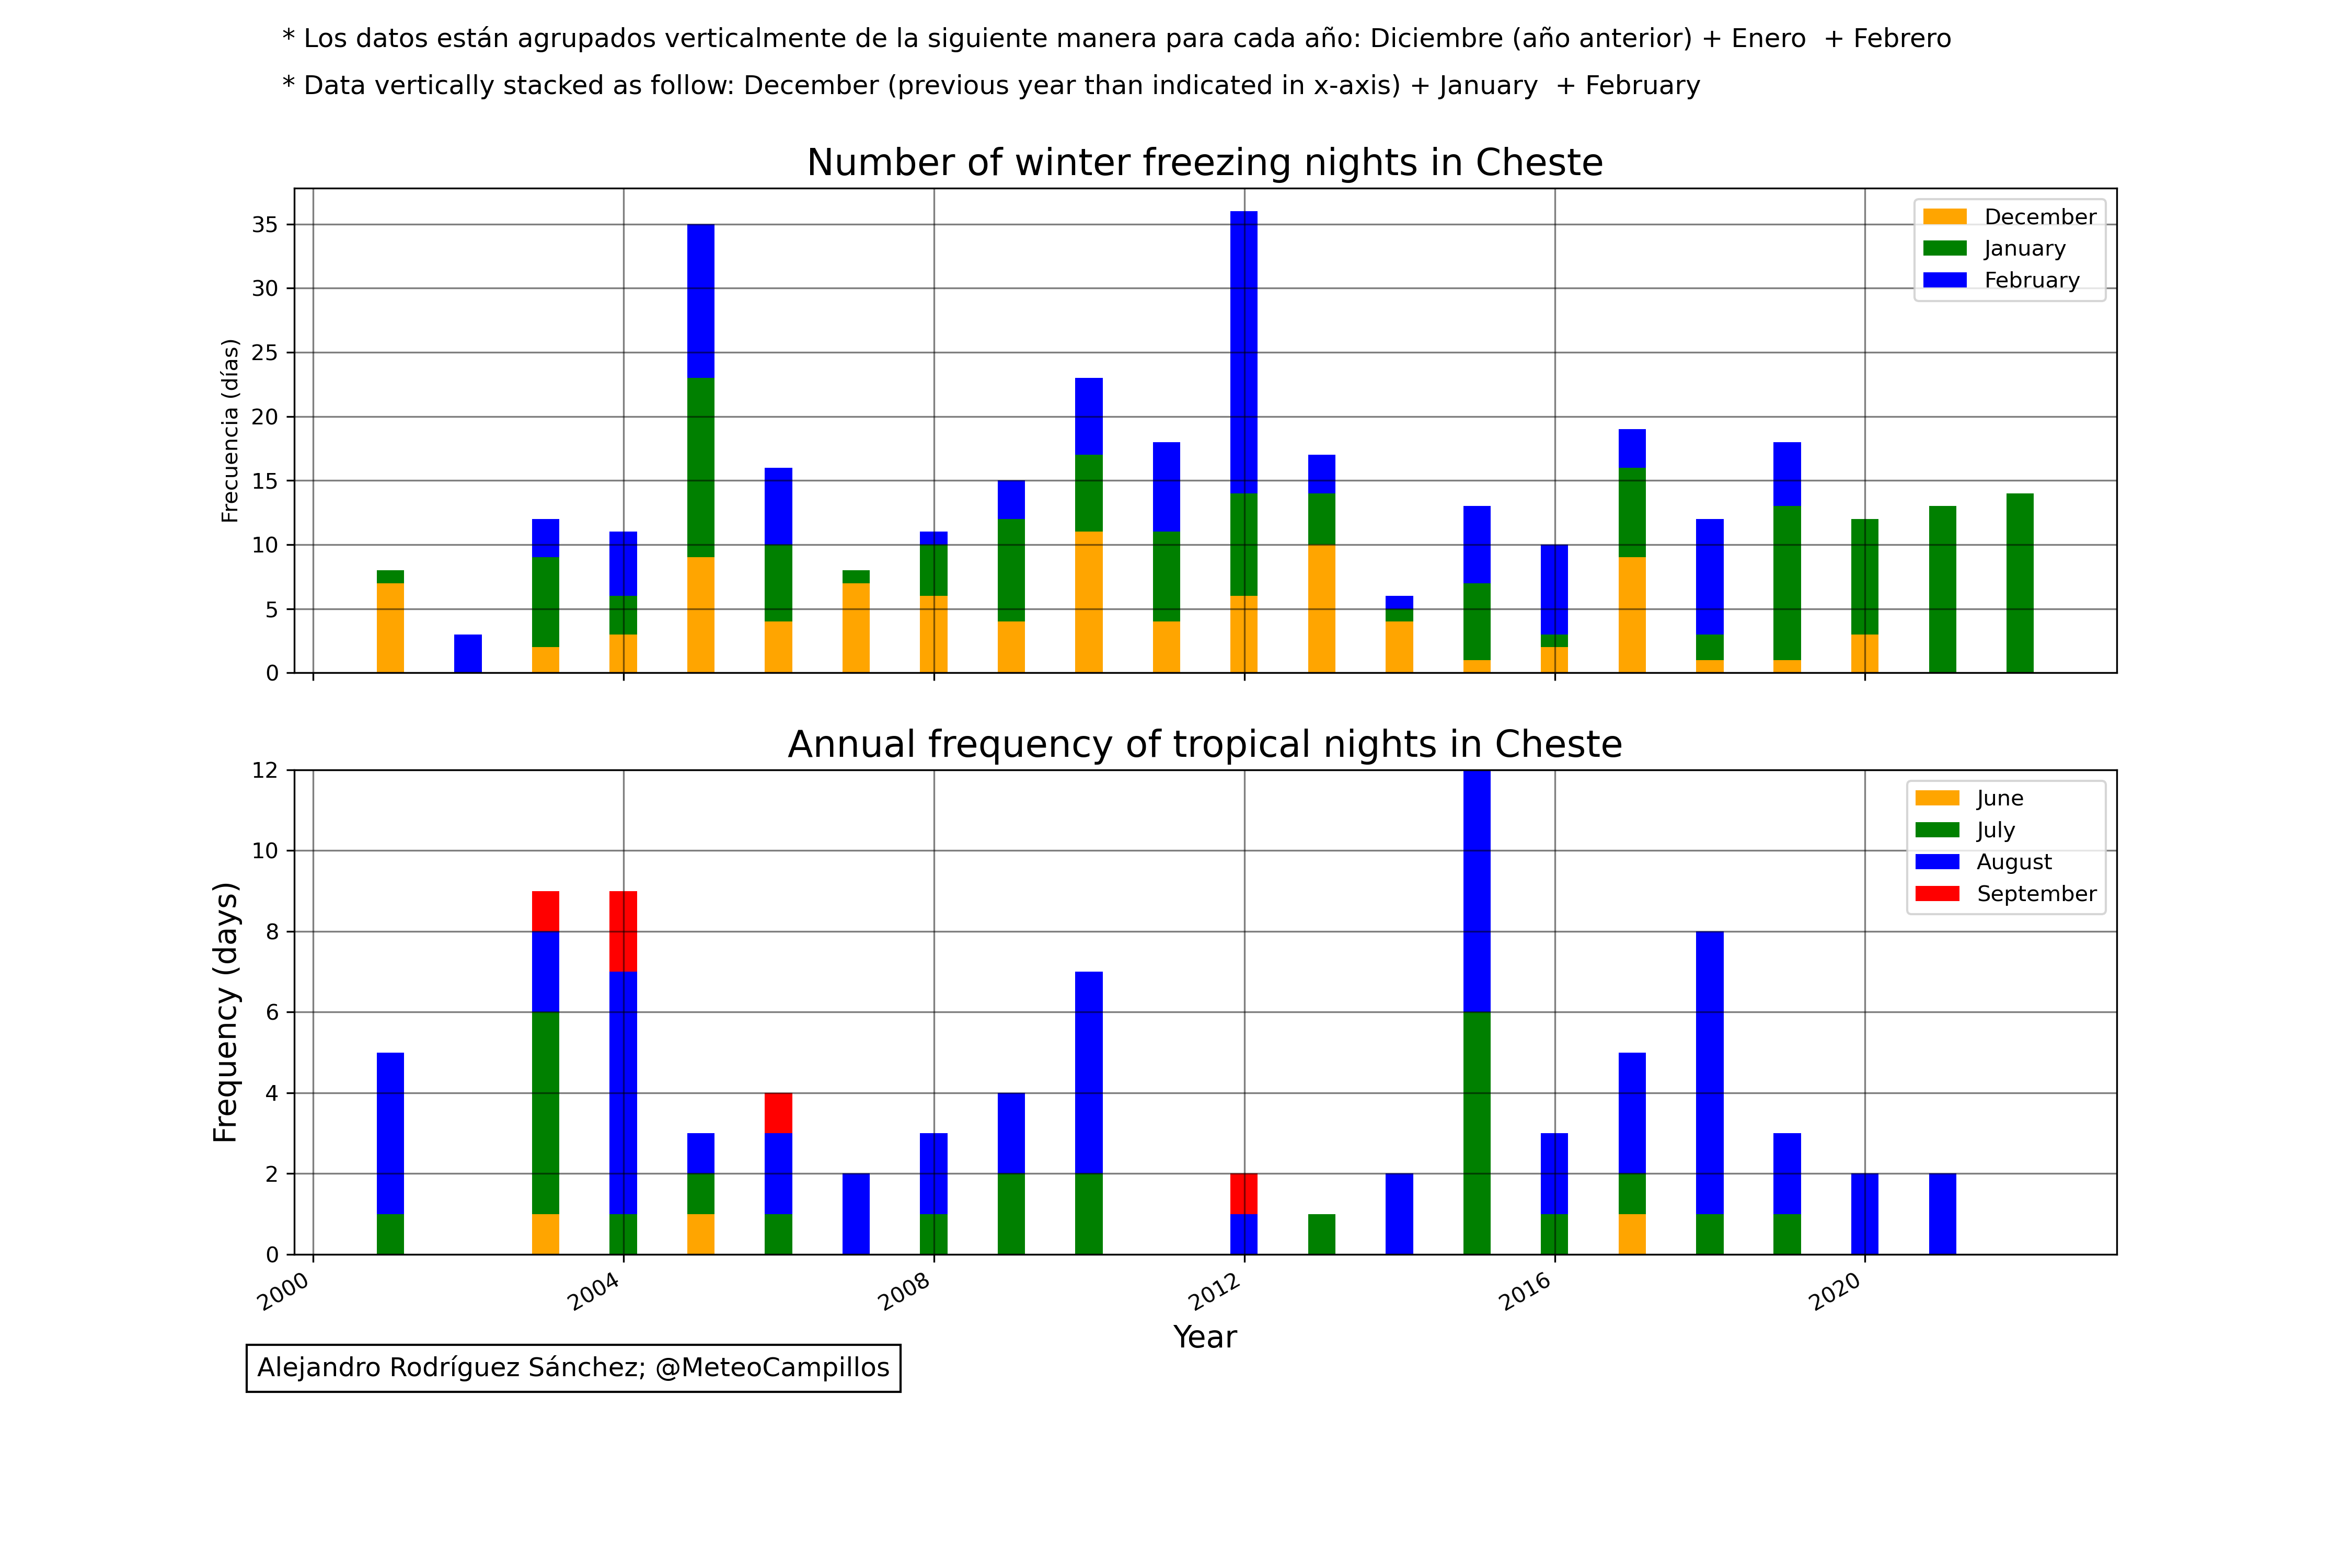 * Los datos están agrupados verticalmente de la siguiente manera para cada año: Diciembre (año anterior) + Enero  + Febrero
* Data vertically stacked as follow: December (previous year than indicated in x-axis) + January  + February
Number of winter freezing nights in Cheste
Frecuencia (días)
35
30
25
20
15
10
5
0
December
January
February
Annual frequency of tropical nights in Cheste
Frequency (days)
12
10
8
6
4
2
0
June
July
August
September
2000
2004
2008
2012
2016
2020
Year
Alejandro Rodríguez Sánchez; @MeteoCampillos